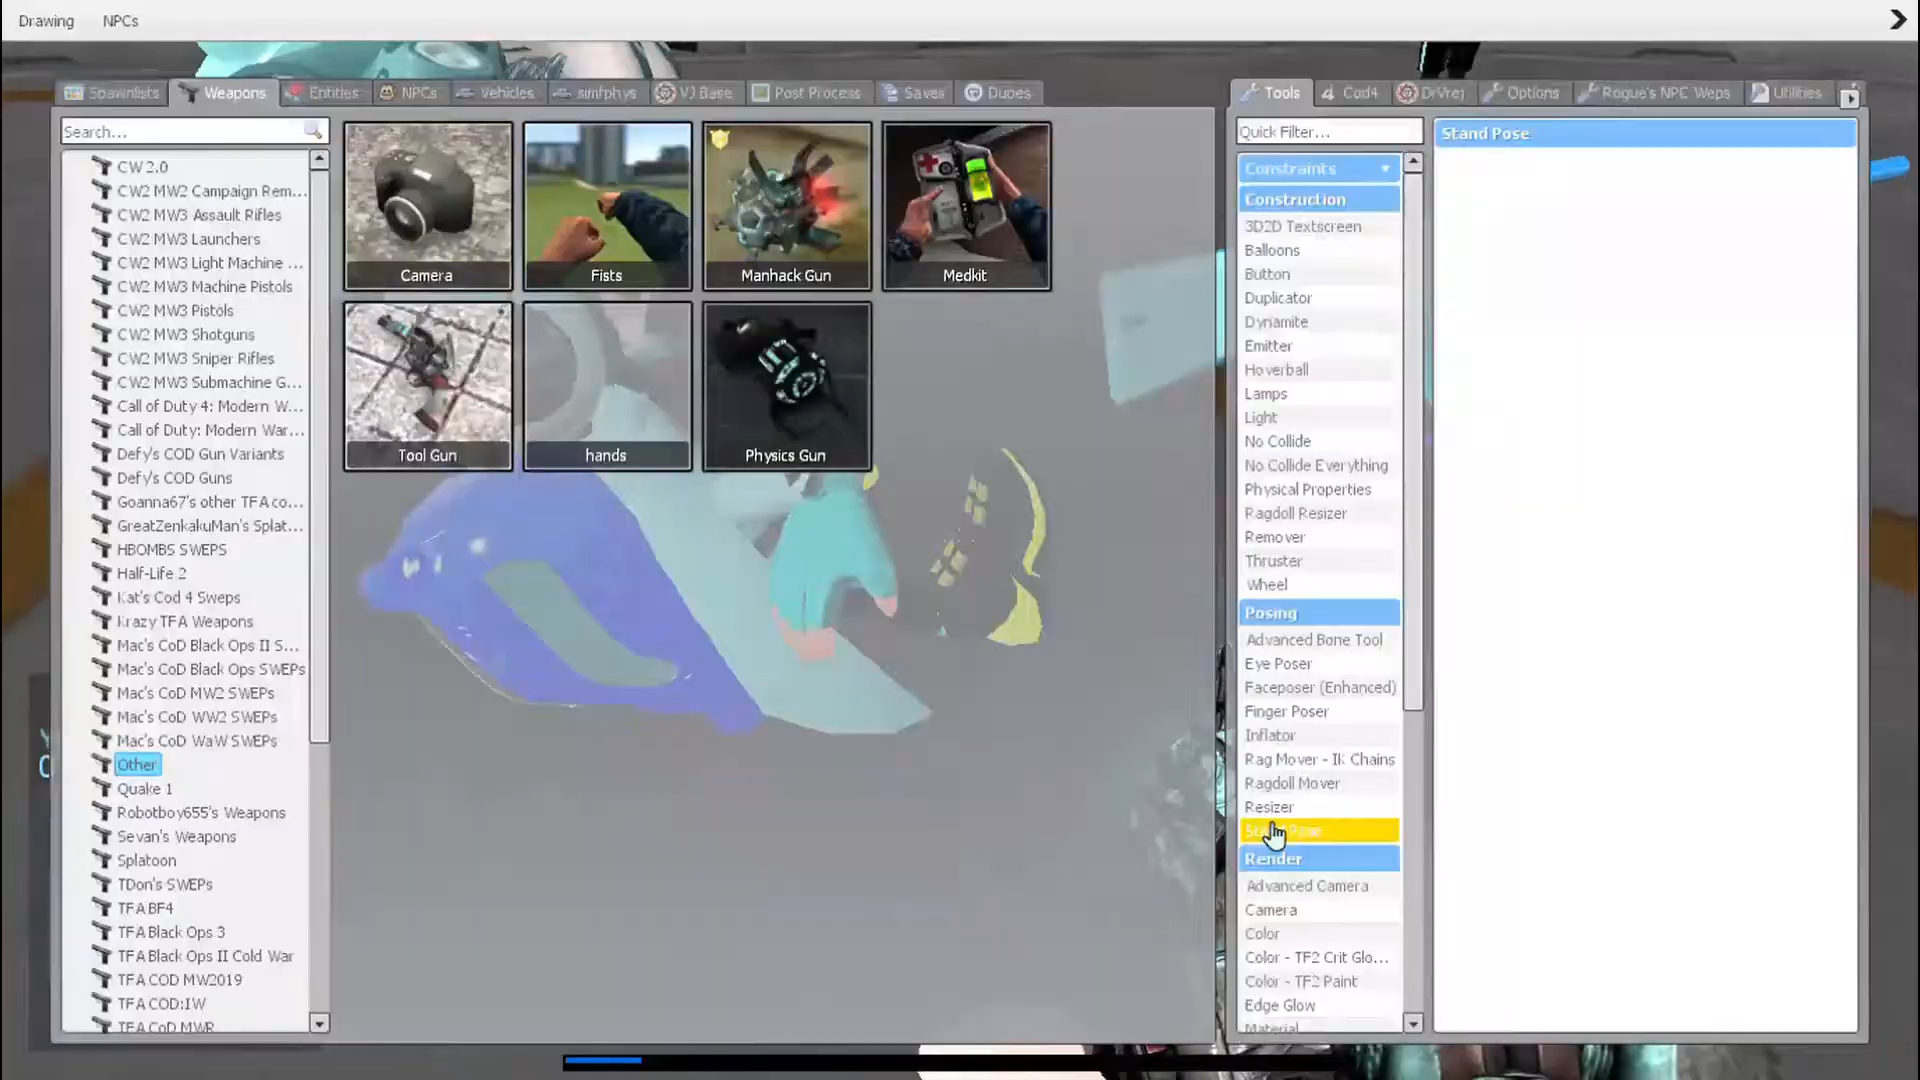 Drawing NPCs
Spawnlists Weapons Entities NPCs Vehicles simfphys VJ Base Post Process Saves Dupes
Search...
CW 2.0
CW2 MW2 Campaign Rem...
CW2 MW3 Assault Rifles
CW2 MW3 Launchers
CW2 MW3 Light Machine ...
CW2 MW3 Machine Pistols
CW2 MW3 Pistols
CW2 MW3 Shotguns
CW2 MW3 Sniper Rifles
CW2 MW3 Submachine G...
Call of Duty 4: Modern W...
Call of Duty: Modern War...
Defy's COD Gun Variants
Defy's COD Guns
Goanna67's other TFA co...
GreatZenkakuMan's Splat...
HBOMBS SWEPS
Half-Life 2
Kat's Cod 4 Sweps
Krazy TFA Weapons
Mac's CoD Black Ops II S...
Mac's CoD Black Ops SWEPs
Mac's CoD MW2 SWEPs
Mac's CoD WW2 SWEPs
Mac's CoD WaW SWEPs
Other
Quake 1
Robotboy655's Weapons
Sevan's Weapons
Splatoon
TDon's SWEPs
TFA BF4
TFA Black Ops 3
TFA Black Ops II Cold War
TFA COD MW2019
TFA COD:IW
TFA CoD MWR
Camera
Fists
Manhack Gun
Medkit
Tool Gun
hands
Physics Gun
Tools Cod4 DrVrej Options Rogue's NPC Weps Utilities
Quick Filter...
Constraints
Construction
3D2D Textscreen
Balloons
Button
Duplicator
Dynamite
Emitter
Hoverball
Lamps
Light
No Collide
No Collide Everything
Physical Properties
Ragdoll Resizer
Remover
Thruster
Wheel
Posing
Advanced Bone Tool
Eye Poser
Faceposer (Enhanced)
Finger Poser
Inflator
Rag Mover - IK Chains
Ragdoll Mover
Resizer
Stand Pose
Render
Advanced Camera
Camera
Color
Color - TF2 Crit Glo...
Color - TF2 Paint
Edge Glow
Material
Stand Pose